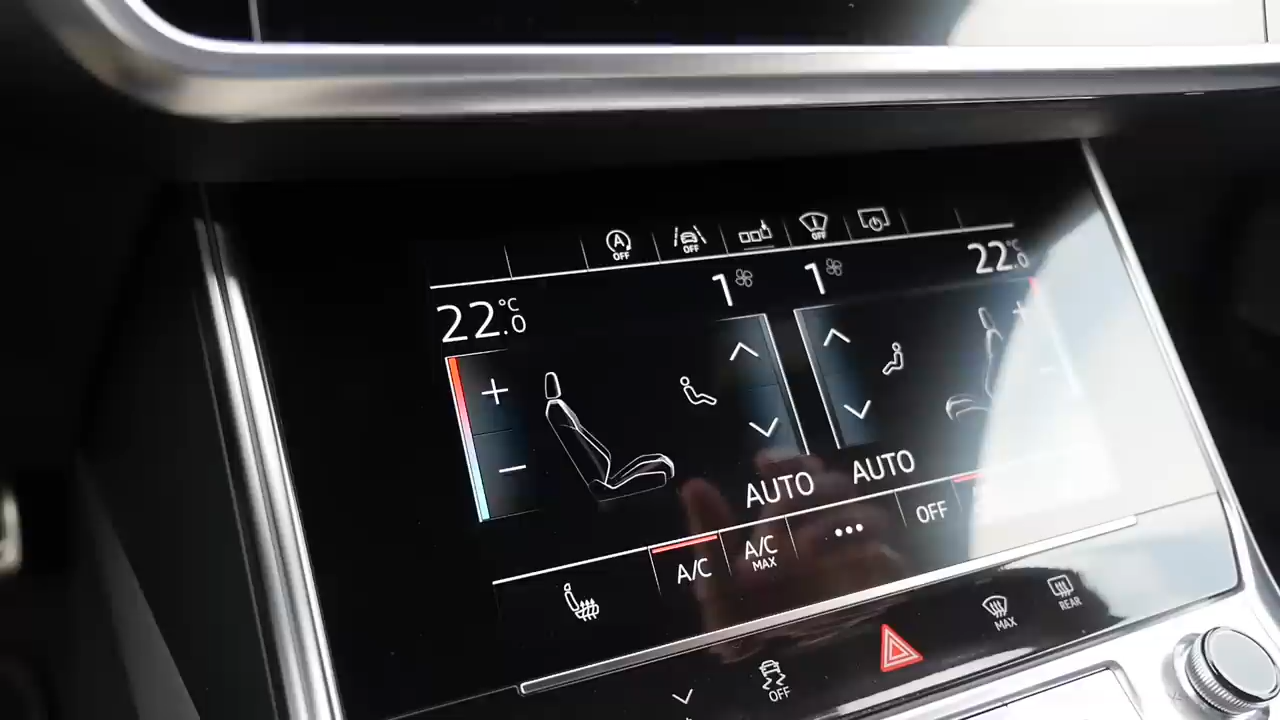 A OFF
OFF
OFF
22.0 °C
1
1
22.0 °C
+
−
+
AUTO
AUTO
A/C
A/C
MAX
OFF
OFF
MAX
REAR